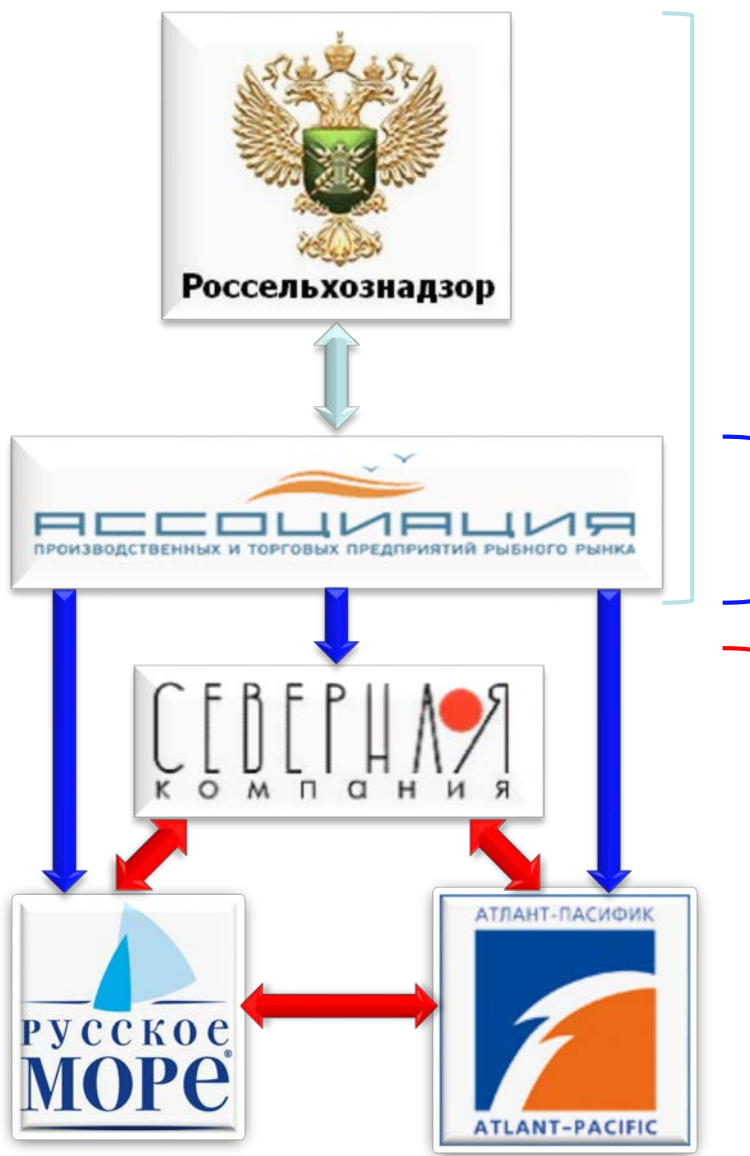 Россельхознадзор
АССОЦИАЦИЯ
ПРОИЗВОДСТВЕННЫХ И ТОРГОВЫХ ПРЕДПРИЯТИЙ РЫБНОГО РЫНКА
СЕВЕРНАЯ
компания
РУССКОЕ
МОРЕ®
АТЛАНТ-ПАСИФИК
ATLANT-PACIFIC